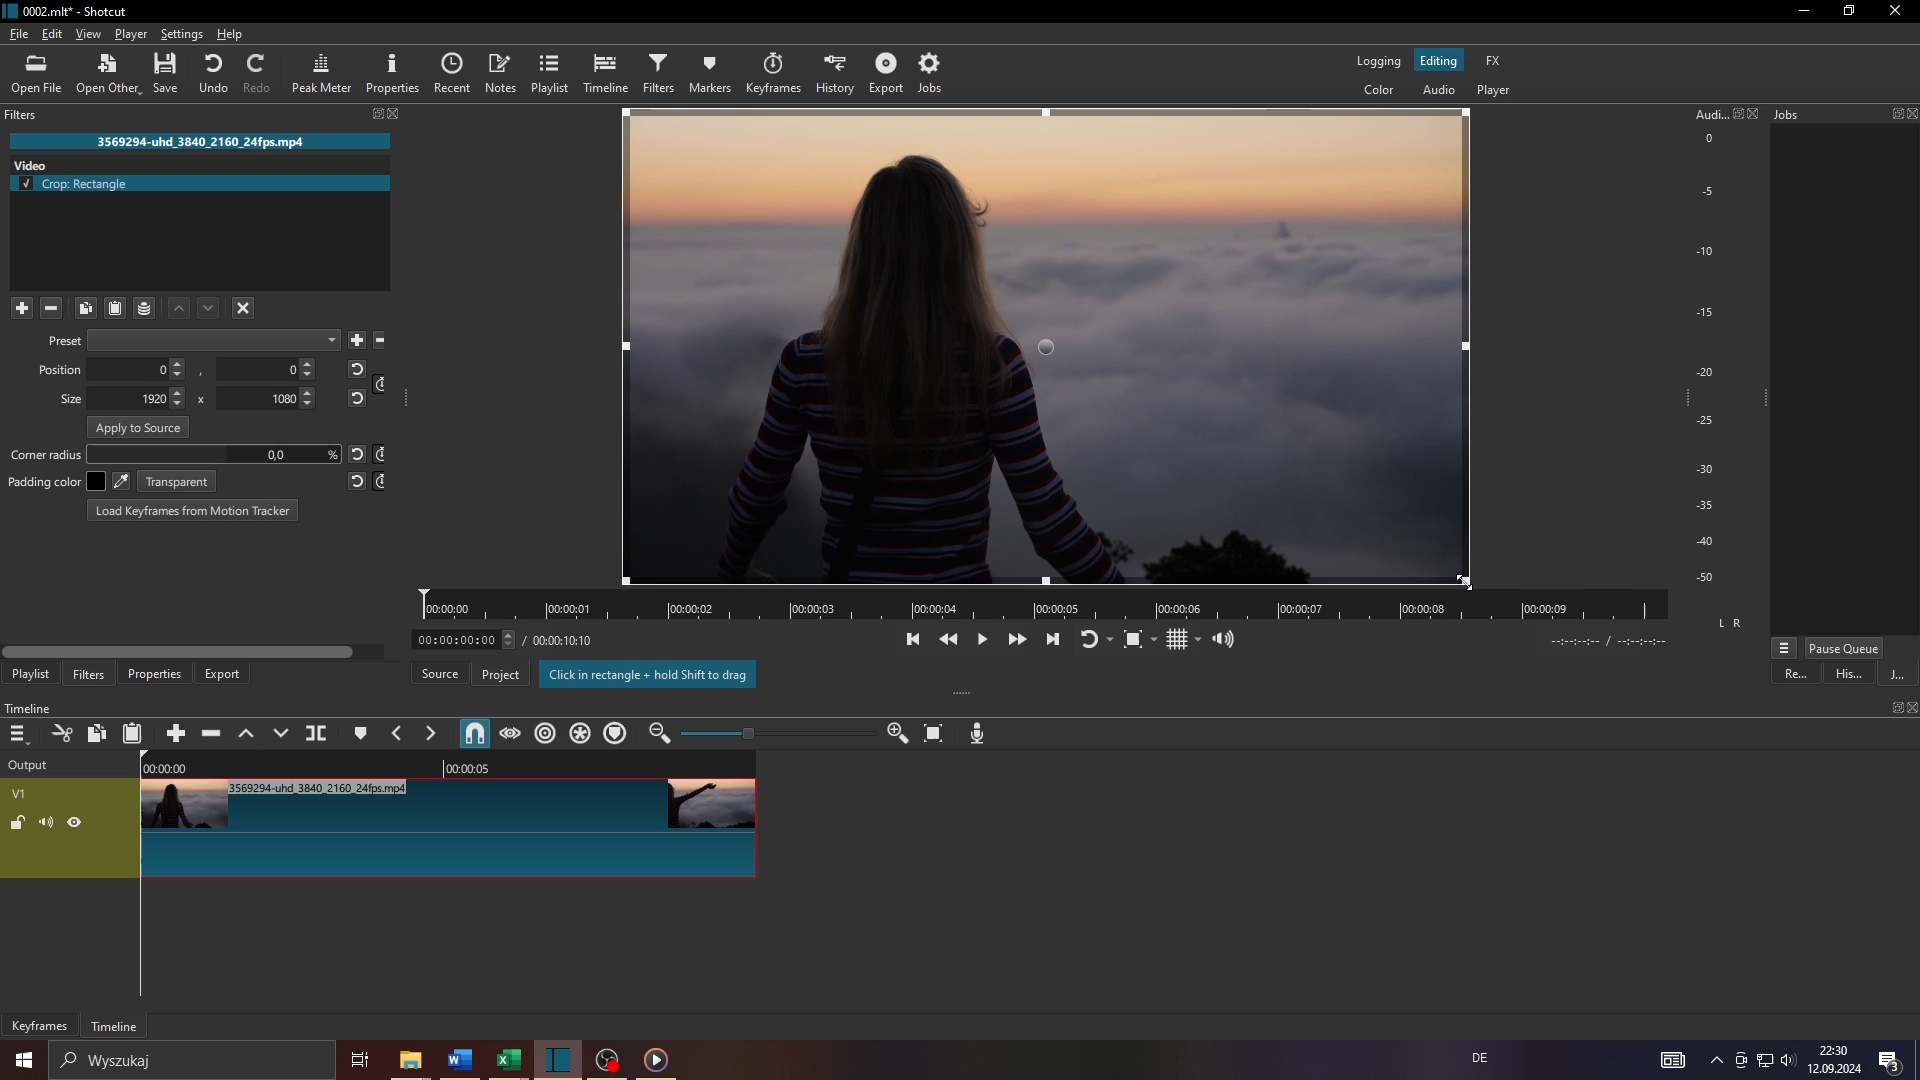 0002.mlt* - Shotcut
File Edit View Player Settings Help
Open File Open Other Save Undo Redo Peak Meter Properties Recent Notes Playlist Timeline Filters Markers Keyframes History Export Jobs
Logging Editing FX
Color Audio Player
Filters
3569294-uhd_3840_2160_24fps.mp4
Video
Crop: Rectangle
Preset
Position 0 , 0
Size 1920 x 1080
Apply to Source
Corner radius 0,0 %
Padding color Transparent
Load Keyframes from Motion Tracker
Playlist Filters Properties Export
00:00:00 00:00:01 00:00:02 00:00:03 00:00:04 00:00:05 00:00:06 00:00:07 00:00:08 00:00:09
00:00:00:00 / 00:00:10:10
--:--:--:-- / --:--:--:--
Source Project Click in rectangle + hold Shift to drag
Audi...
0
-5
-10
-15
-20
-25
-30
-35
-40
-50
L R
Jobs
Pause Queue
Re... His... J...
Timeline
Output
00:00:00 00:00:05
V1
3569294-uhd_3840_2160_24fps.mp4
Keyframes Timeline
Wyszukaj
DE
22:30
12.09.2024
3